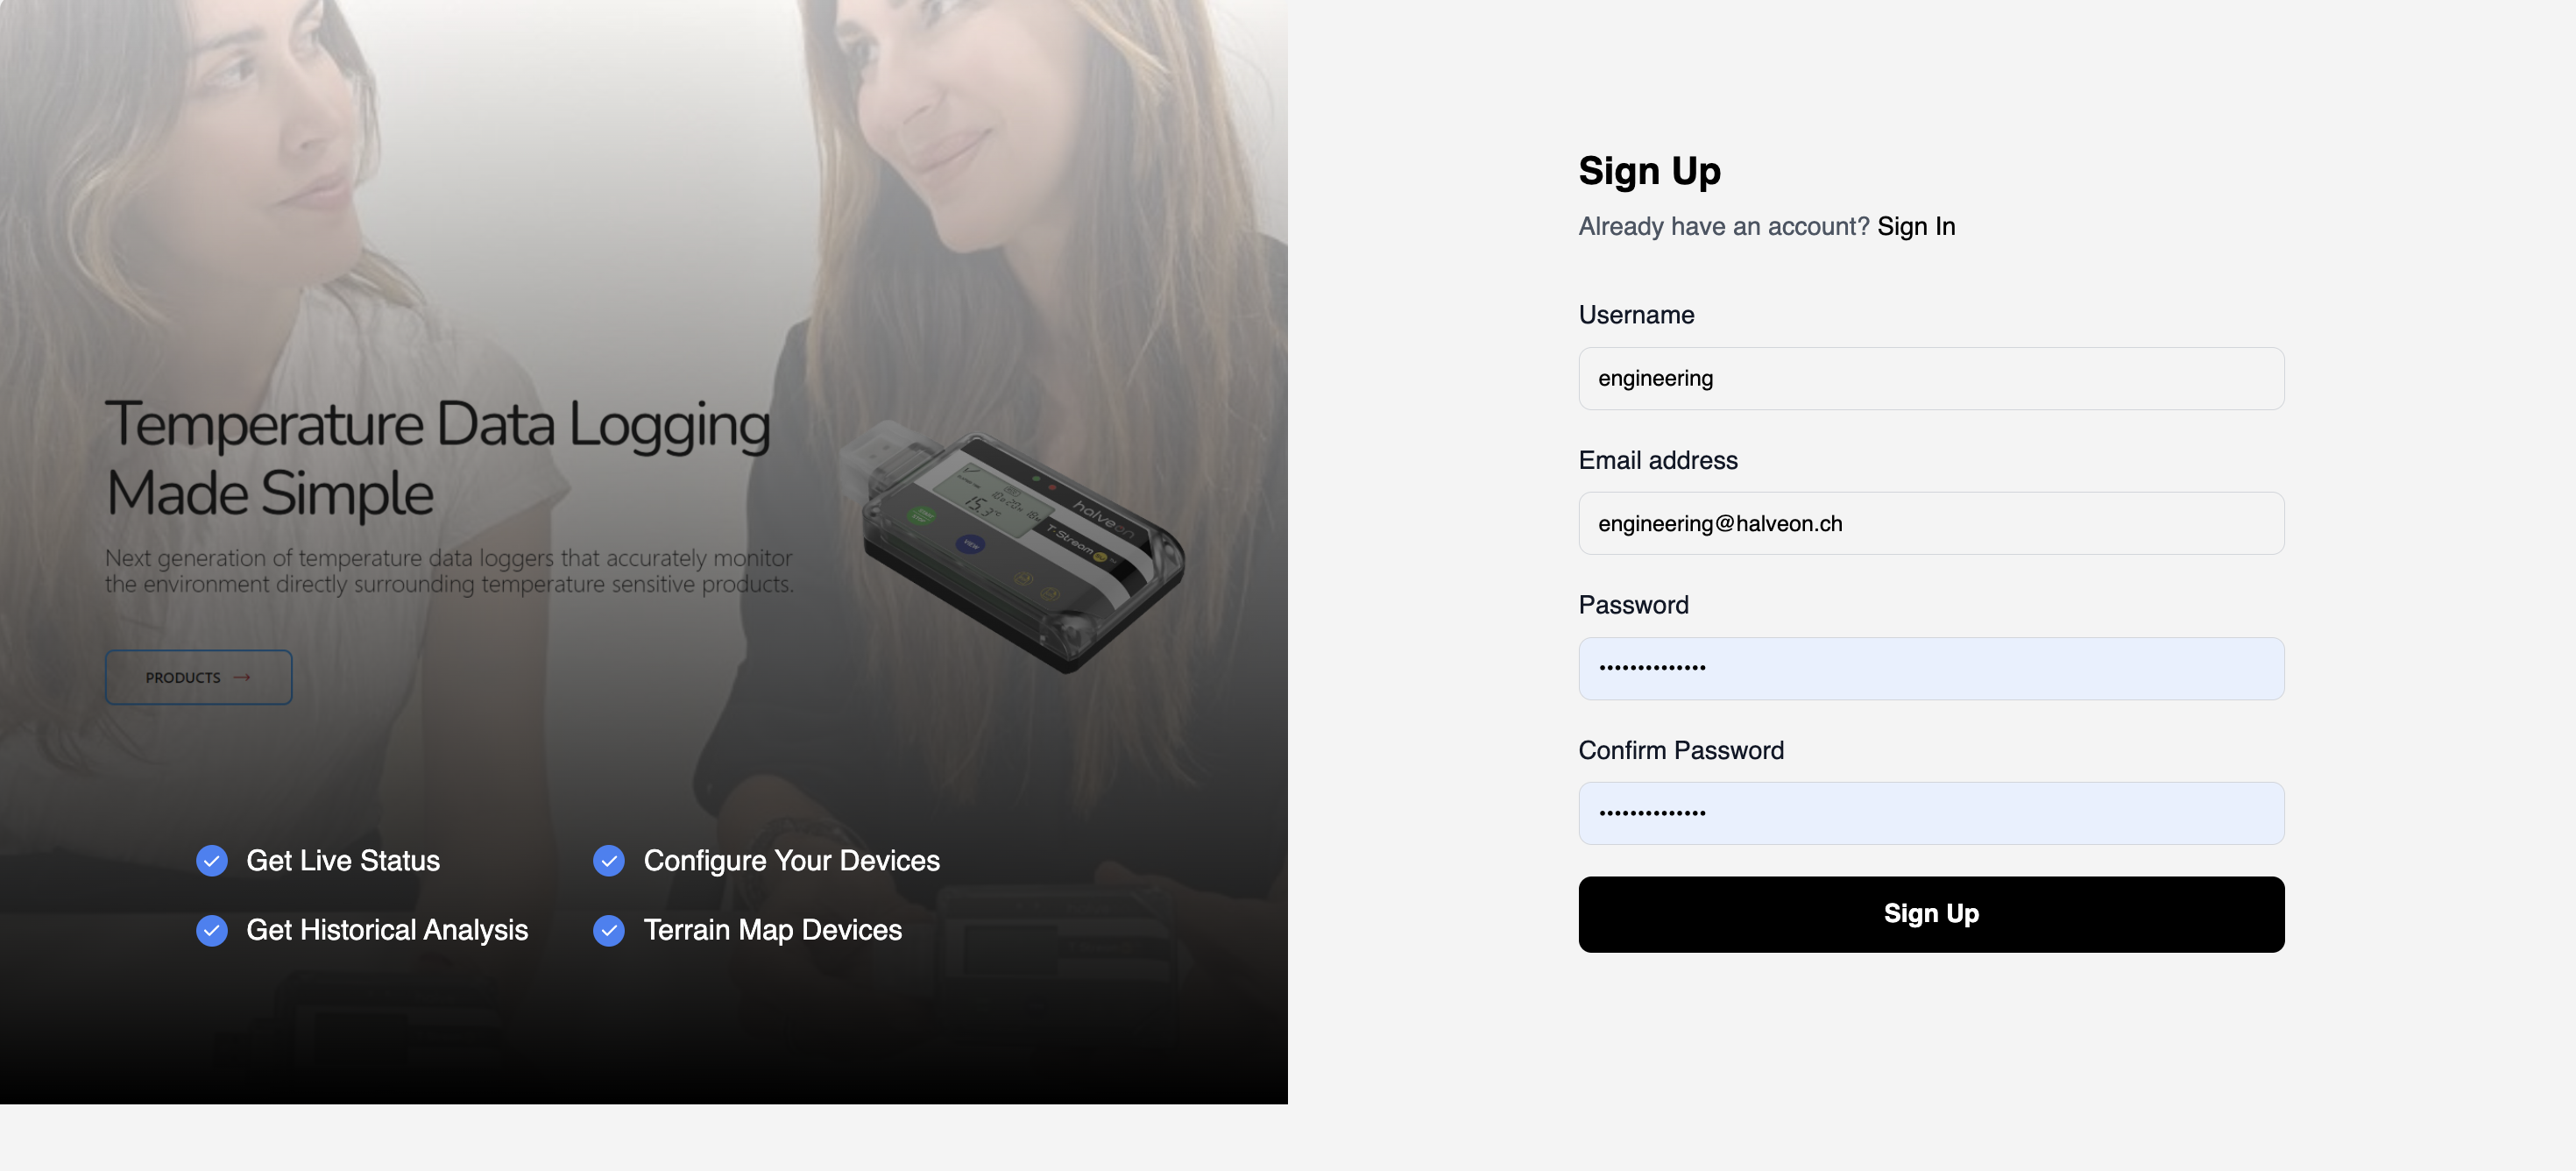 Temperature Data Logging
Made Simple
Next generation of temperature data loggers that accurately monitor
the environment directly surrounding temperature sensitive products.
PRODUCTS →
halveon
T-Stream
15.3°C
START
STOP
VIEW
Get Live Status
Configure Your Devices
Get Historical Analysis
Terrain Map Devices
Sign Up
Already have an account? Sign In
Username
engineering
Email address
engineering@halveon.ch
Password
••••••••••••••
Confirm Password
••••••••••••••
Sign Up